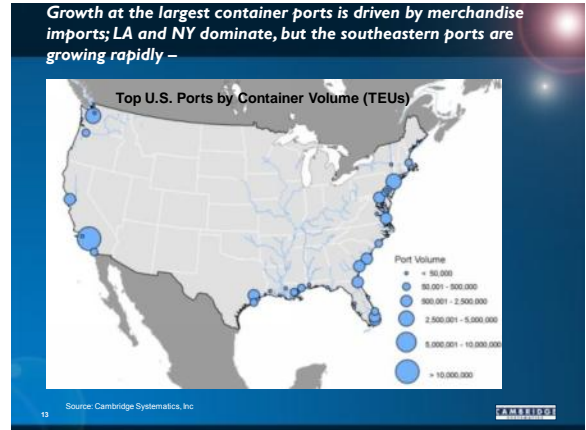 Growth at the largest container ports is driven by merchandise
imports; LA and NY dominate, but the southeastern ports are
growing rapidly –
Top U.S. Ports by Container Volume (TEUs)
Port Volume
< 50,000
50,001 - 500,000
500,001 - 2,500,000
2,500,001 - 5,000,000
5,000,001 - 10,000,000
> 10,000,000
Source: Cambridge Systematics, Inc
13
CAMBRIDGE
SYSTEMATICS